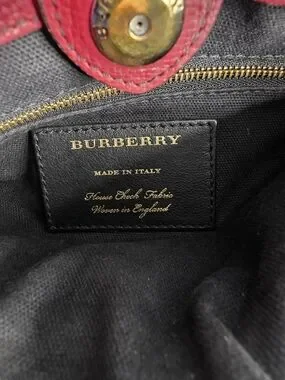 BURBERRY
MADE IN ITALY
House Check Fabric
Woven in England